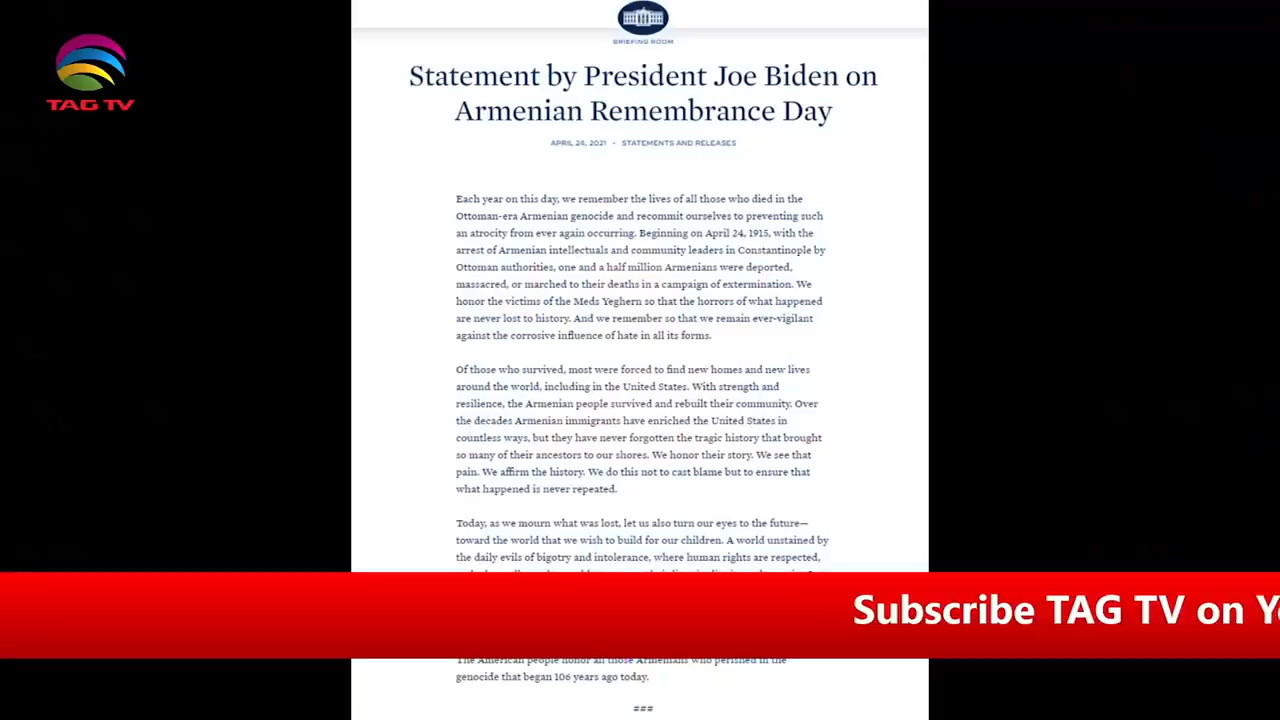 TAG TV
BRIEFING ROOM
Statement by President Joe Biden on
Armenian Remembrance Day
APRIL 24, 2021 • STATEMENTS AND RELEASES
Each year on this day, we remember the lives of all those who died in the
Ottoman-era Armenian genocide and recommit ourselves to preventing such
an atrocity from ever again occurring. Beginning on April 24, 1915, with the
arrest of Armenian intellectuals and community leaders in Constantinople by
Ottoman authorities, one and a half million Armenians were deported,
massacred, or marched to their deaths in a campaign of extermination. We
honor the victims of the Meds Yeghern so that the horrors of what happened
are never lost to history. And we remember so that we remain ever-vigilant
against the corrosive influence of hate in all its forms.
Of those who survived, most were forced to find new homes and new lives
around the world, including in the United States. With strength and
resilience, the Armenian people survived and rebuilt their community. Over
the decades Armenian immigrants have enriched the United States in
countless ways, but they have never forgotten the tragic history that brought
so many of their ancestors to our shores. We honor their story. We see that
pain. We affirm the history. We do this not to cast blame but to ensure that
what happened is never repeated.
Today, as we mourn what was lost, let us also turn our eyes to the future—
toward the world that we wish to build for our children. A world unstained by
the daily evils of bigotry and intolerance, where human rights are respected,
Subscribe TAG TV on
The American people honor all those Armenians who perished in the
genocide that began 106 years ago today.
###